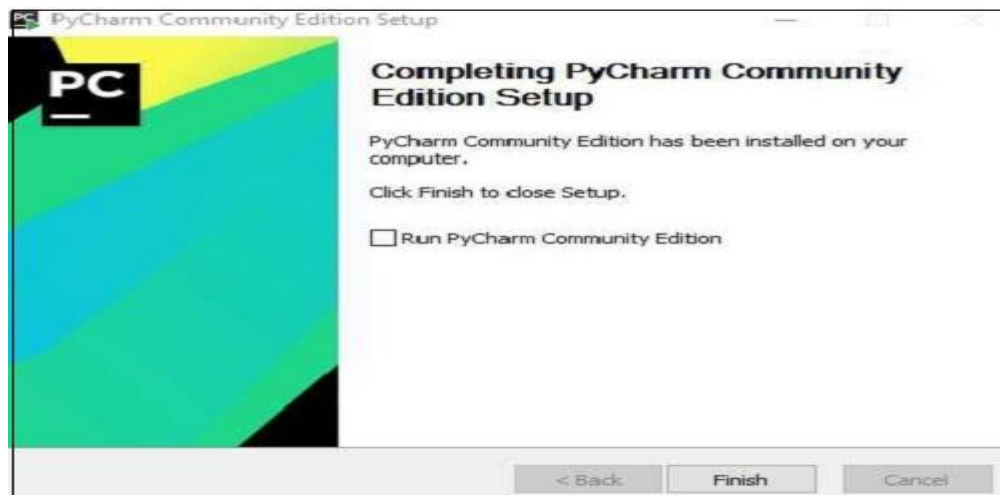 PC PyCharm Community Edition Setup
PC
Completing PyCharm Community
Edition Setup
PyCharm Community Edition has been installed on your
computer.
Click Finish to close Setup.
Run PyCharm Community Edition
< Back Finish Cancel